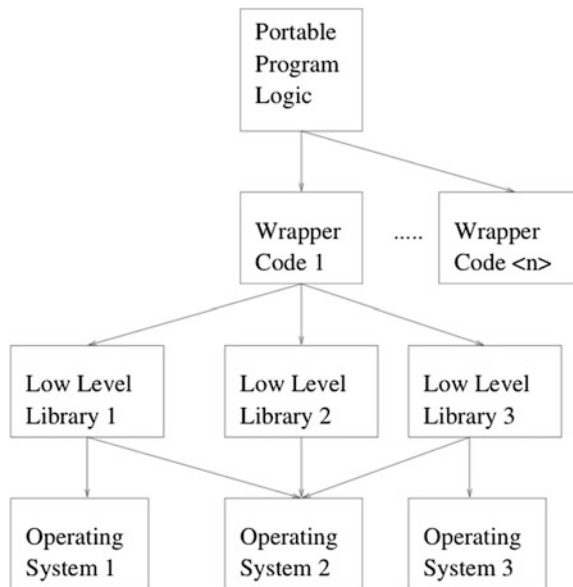 Portable
Program
Logic
Wrapper
Code 1
.....
Wrapper
Code <n>
Low Level
Library 1
Low Level
Library 2
Low Level
Library 3
Operating
System 1
Operating
System 2
Operating
System 3